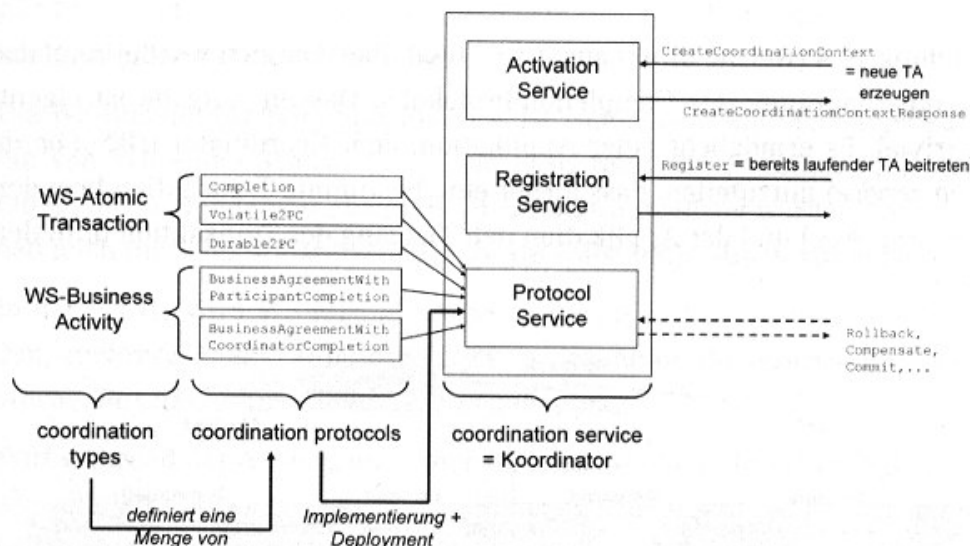 Activation
Service
CreateCoordinationContext
= neue TA
erzeugen
CreateCoordinationContextResponse
Registration
Service
Register = bereits laufender TA beitreten
WS-Atomic
Transaction
Completion
Volatile2PC
Durable2PC
WS-Business
Activity
BusinessAgreementWith
ParticipantCompletion
BusinessAgreementWith
CoordinatorCompletion
Protocol
Service
Rollback,
Compensate,
Commit,...
coordination
types
coordination protocols
coordination service
= Koordinator
definiert eine
Menge von
Implementierung +
Deployment